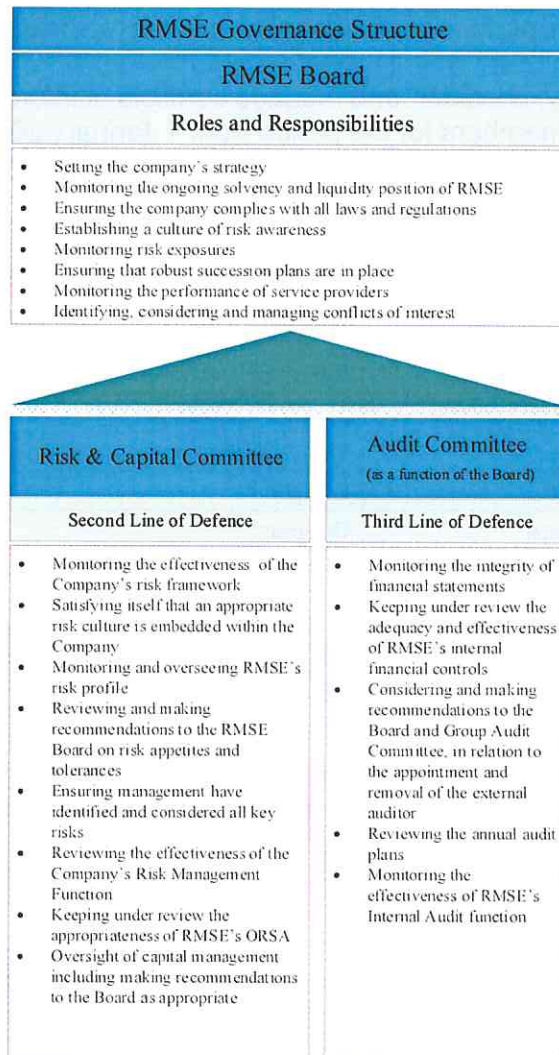 RMSE Governance Structure
RMSE Board
Roles and Responsibilities
• Setting the company's strategy
• Monitoring the ongoing solvency and liquidity position of RMSE
• Ensuring the company complies with all laws and regulations
• Establishing a culture of risk awareness
• Monitoring risk exposures
• Ensuring that robust succession plans are in place
• Monitoring the performance of service providers
• Identifying, considering and managing conflicts of interest
Risk & Capital Committee
Second Line of Defence
• Monitoring the effectiveness of the
Company's risk framework
• Satisfying itself that an appropriate
risk culture is embedded within the
Company
• Monitoring and overseeing RMSE's
risk profile
• Reviewing and making
recommendations to the RMSE
Board on risk appetites and
tolerances
• Ensuring management have
identified and considered all key
risks
• Reviewing the effectiveness of the
Company's Risk Management
Function
• Keeping under review the
appropriateness of RMSE's ORSA
• Oversight of capital management
including making recommendations
to the Board as appropriate
Audit Committee
(as a function of the Board)
Third Line of Defence
• Monitoring the integrity of
financial statements
• Keeping under review the
adequacy and effectiveness
of RMSE's internal
financial controls
• Considering and making
recommendations to the
Board and Group Audit
Committee, in relation to
the appointment and
removal of the external
auditor
• Reviewing the annual audit
plans
• Monitoring the
effectiveness of RMSE's
Internal Audit function